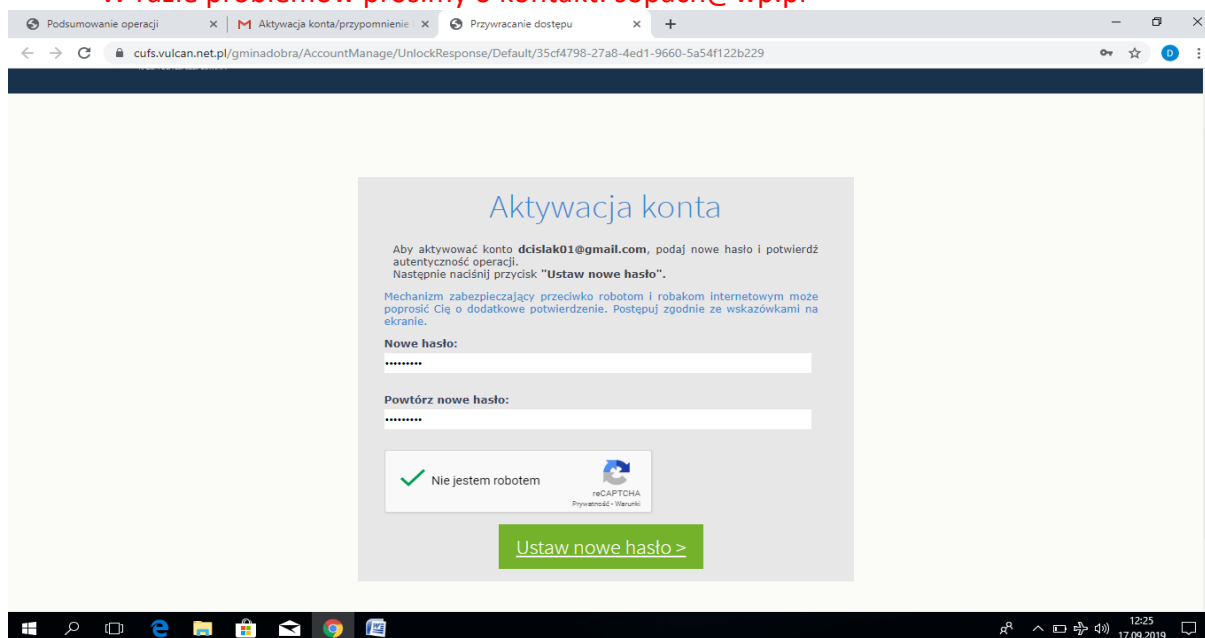 W razie problemów prosimy o kontakt: sopach@wp.pl
Podsumowanie operacji
Aktywacja konta/przypomnienie
Przywracanie dostępu
cufs.vulcan.net.pl/gminadobra/AccountManage/UnlockResponse/Default/35cf4798-27a8-4ed1-9660-5a54f122b229
D
Aktywacja konta
Aby aktywować konto dcislak01@gmail.com, podaj nowe hasło i potwierdź
autentyczność operacji.
Następnie naciśnij przycisk "Ustaw nowe hasło".
Mechanizm zabezpieczający przeciwko robotom i robakom internetowym może
poprosić Cię o dodatkowe potwierdzenie. Postępuj zgodnie ze wskazówkami na
ekranie.
Nowe hasło:
•••••••••
Powtórz nowe hasło:
•••••••••
Nie jestem robotem
reCAPTCHA
Prywatność - Warunki
Ustaw nowe hasło >
12:25
17.09.2019